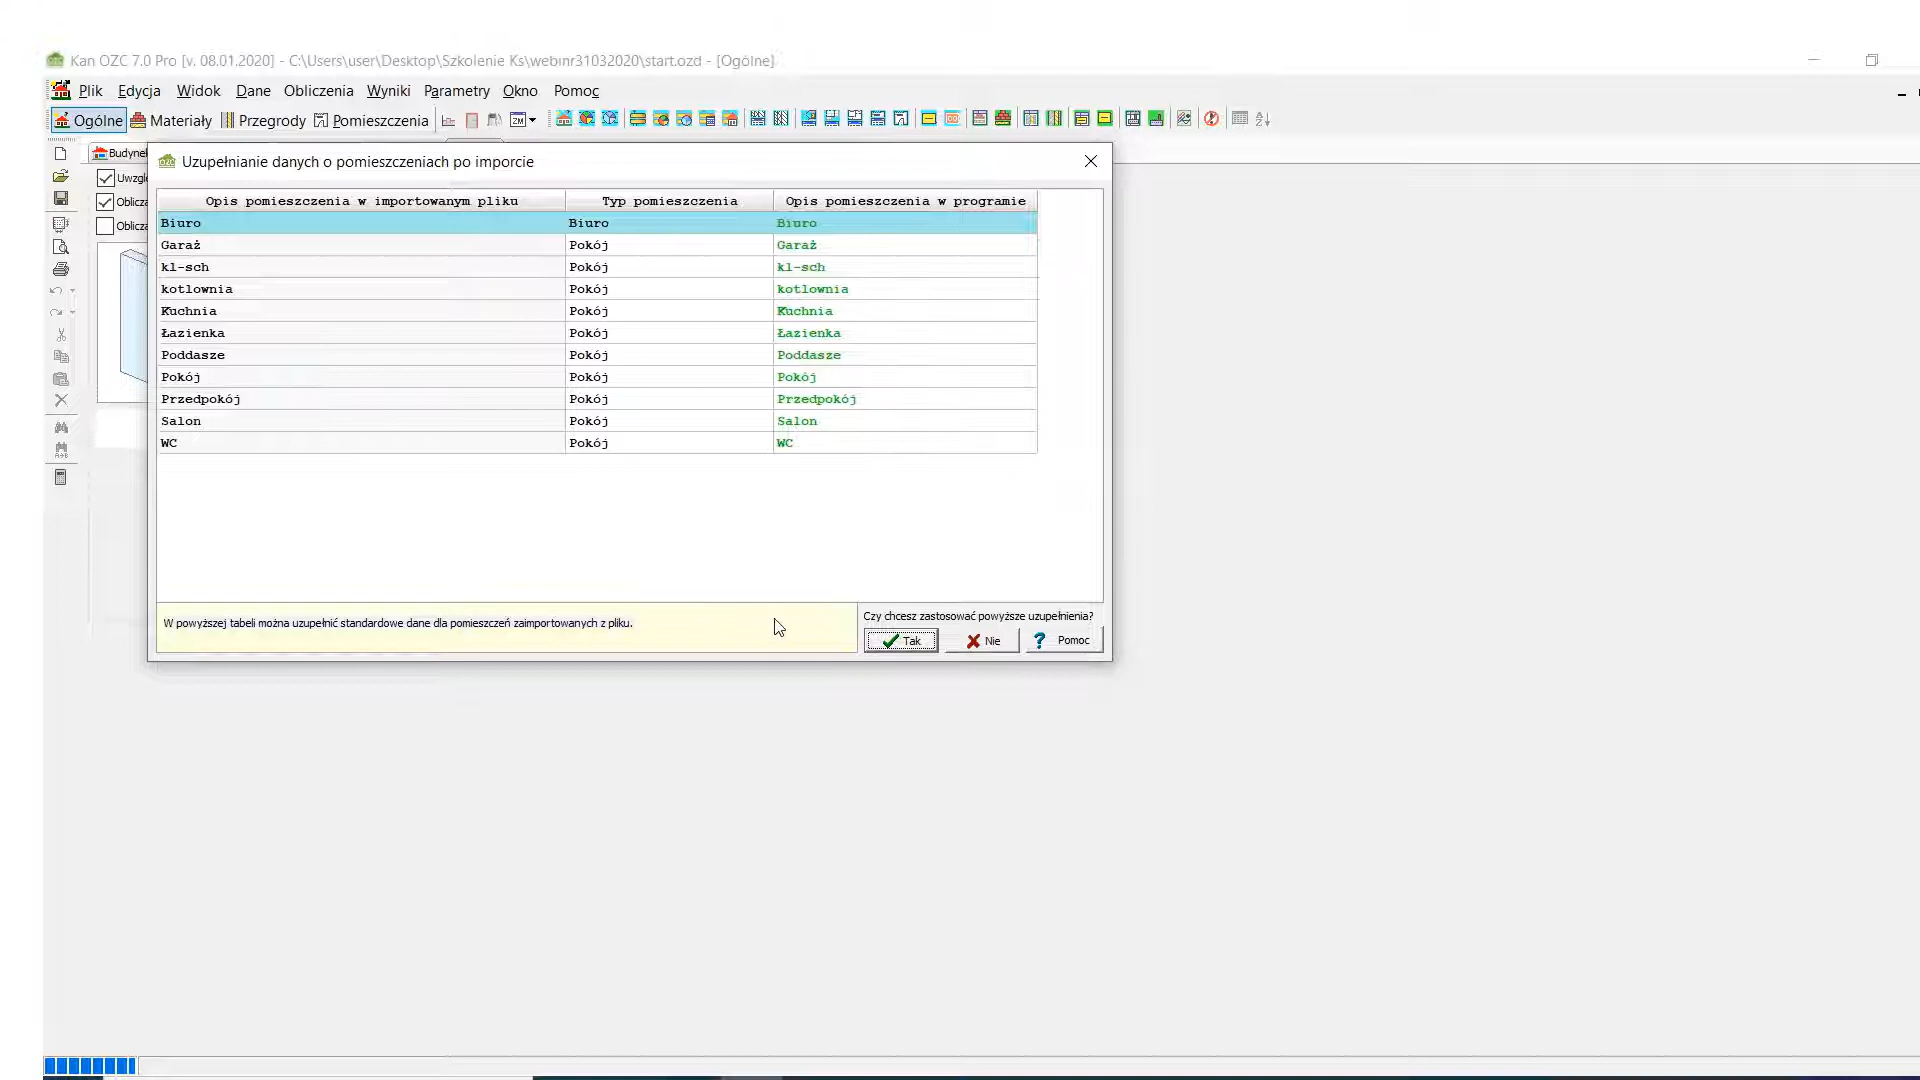 Kan OZC 7.0 Pro [v. 08.01.2020] - C:\Users\user\Desktop\Szkolenie Ks\webinr31032020\start.ozd - [Ogólne]
Plik Edycja Widok Dane Obliczenia Wyniki Parametry Okno Pomoc
Ogólne Materiały Przegrody Pomieszczenia ZM
Budynek
Uzupełnianie danych o pomieszczeniach po imporcie
Uwzglę
Oblicza
Oblicza
Opis pomieszczenia w importowanym pliku Typ pomieszczenia Opis pomieszczenia w programie
Biuro Biuro Biuro
Garaż Pokój Garaż
kl-sch Pokój kl-sch
kotlownia Pokój kotlownia
Kuchnia Pokój Kuchnia
Łazienka Pokój Łazienka
Poddasze Pokój Poddasze
Pokój Pokój Pokój
Przedpokój Pokój Przedpokój
Salon Pokój Salon
WC Pokój WC
W powyższej tabeli można uzupełnić standardowe dane dla pomieszczeń zaimportowanych z pliku.
Czy chcesz zastosować powyższe uzupełnienia?
Tak Nie Pomoc